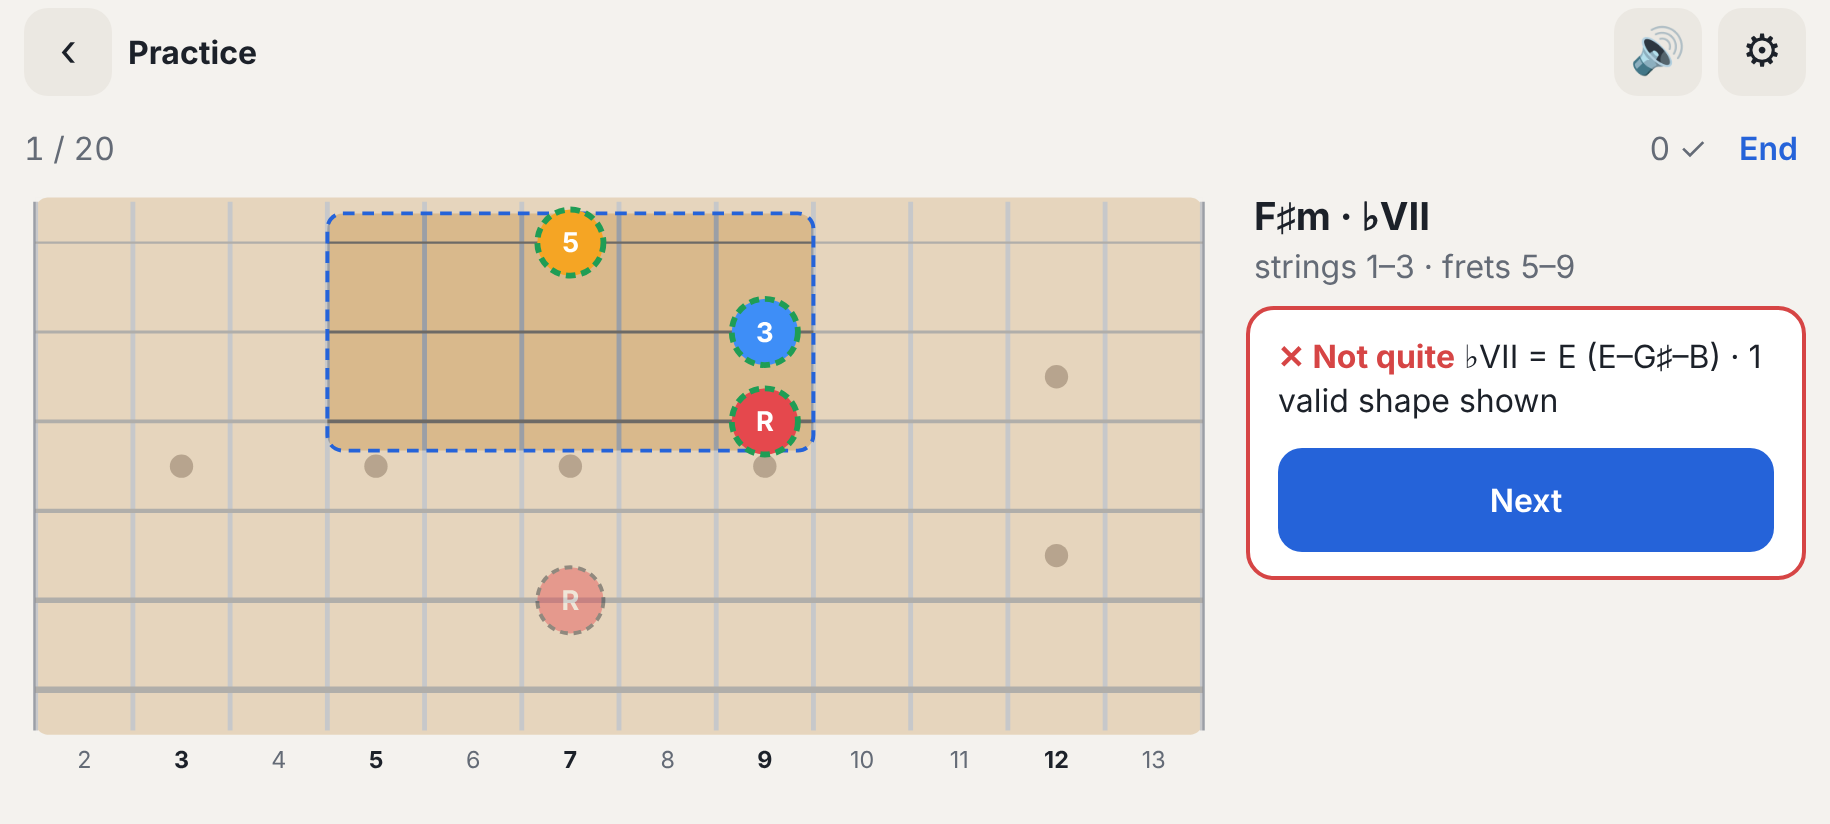 ‹ Practice
1 / 20
0 ✓ End
F♯m · ♭VII
strings 1–3 · frets 5–9
✕ Not quite ♭VII = E (E–G♯–B) · 1
valid shape shown
Next
5
3
R
R
2 3 4 5 6 7 8 9 10 11 12 13